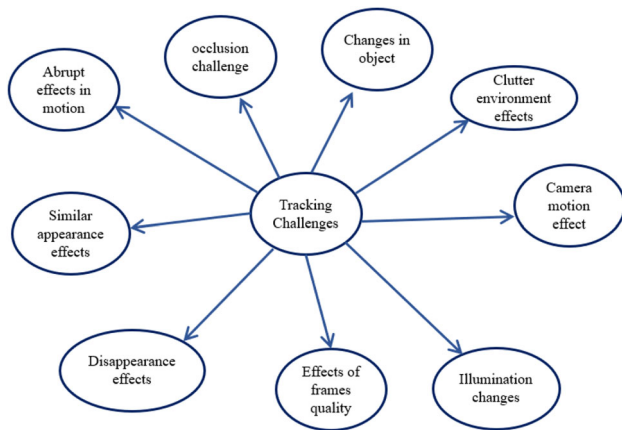 Abrupt
effects in
motion
occlusion
challenge
Changes in
object
Clutter
environment
effects
Similar
appearance
effects
Tracking
Challenges
Camera
motion
effect
Disappearance
effects
Effects of
frames
quality
Illumination
changes